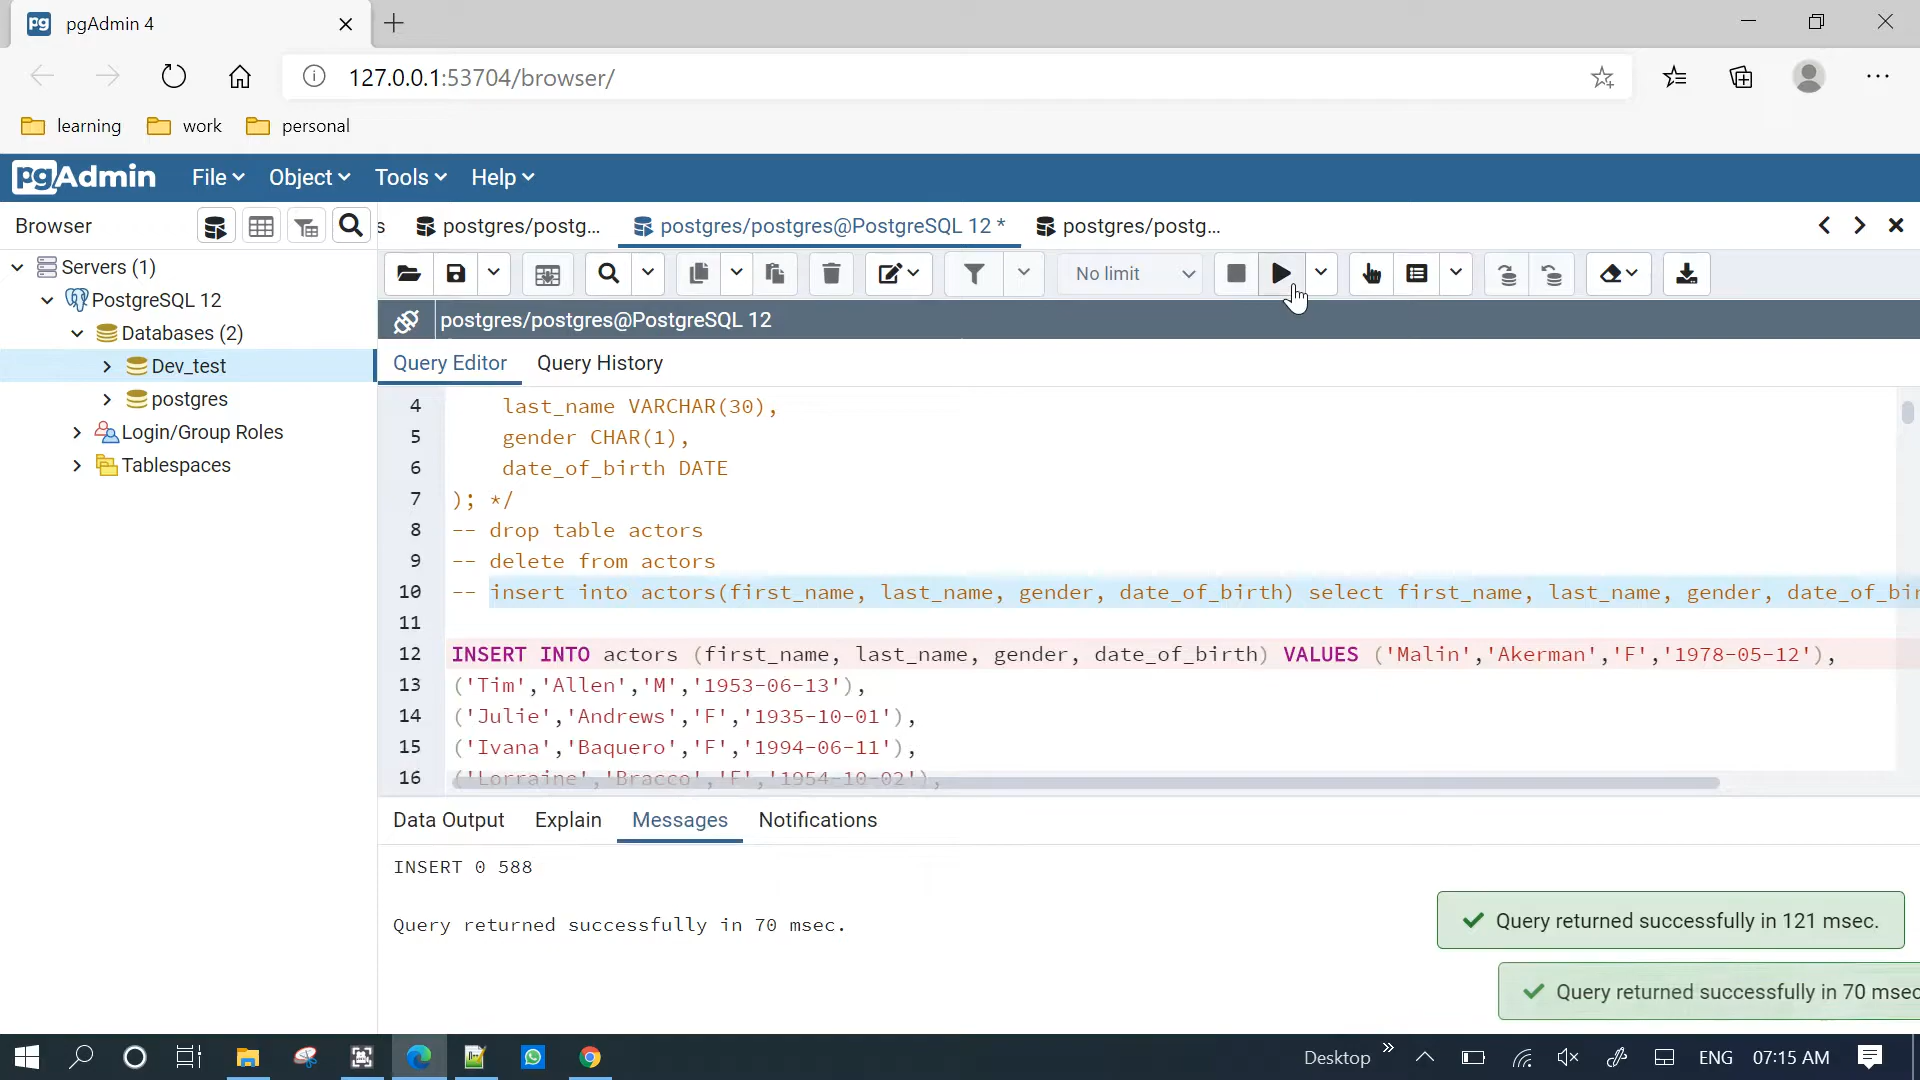 pg pgAdmin 4
127.0.0.1:53704/browser/
learning work personal
pgAdmin File Object Tools Help
Browser s postgres/postg... postgres/postgres@PostgreSQL 12 * postgres/postg...
Servers (1)
PostgreSQL 12
Databases (2)
Dev_test
postgres
Login/Group Roles
Tablespaces
No limit
postgres/postgres@PostgreSQL 12
Query Editor Query History
4 last_name VARCHAR(30),
5 gender CHAR(1),
6 date_of_birth DATE
7 ); */
8 -- drop table actors
9 -- delete from actors
10 -- insert into actors(first_name, last_name, gender, date_of_birth) select first_name, last_name, gender, date_of_bir
11
12 INSERT INTO actors (first_name, last_name, gender, date_of_birth) VALUES ('Malin','Akerman','F','1978-05-12'),
13 ('Tim','Allen','M','1953-06-13'),
14 ('Julie','Andrews','F','1935-10-01'),
15 ('Ivana','Baquero','F','1994-06-11'),
16 ('Lorraine','Bracco','F','1954-10-02'),
Data Output Explain Messages Notifications
INSERT 0 588
Query returned successfully in 70 msec.
Query returned successfully in 121 msec.
Query returned successfully in 70 msec
Desktop ENG 07:15 AM